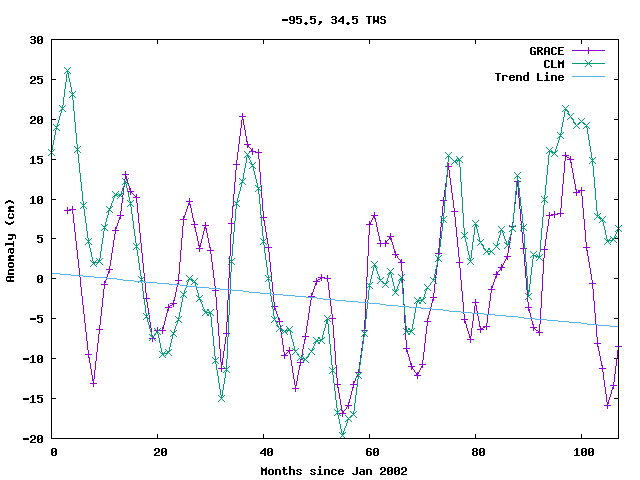 -95.5, 34.5 TWS
GRACE
CLM
Trend Line
30
25
20
15
10
5
0
-5
-10
-15
-20
Anomaly (cm)
0 20 40 60 80 100
Months since Jan 2002